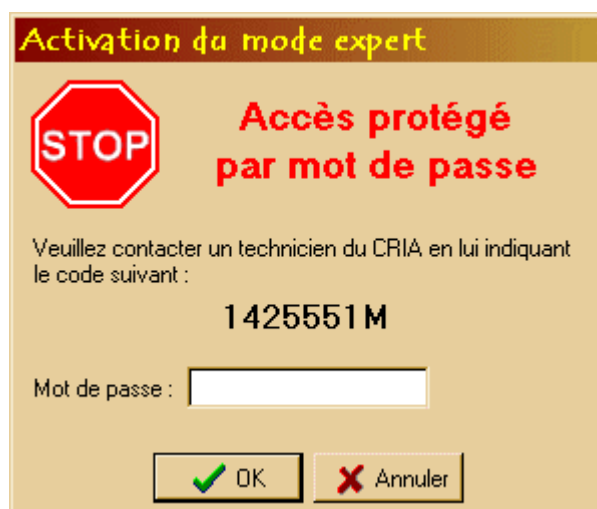 Activation du mode expert
STOP
Accès protégé
par mot de passe
Veuillez contacter un technicien du CRIA en lui indiquant
le code suivant :
1425551M
Mot de passe :
OK
Annuler